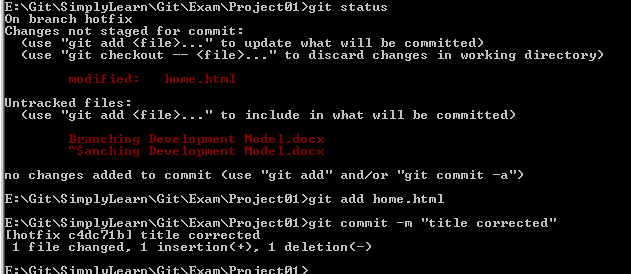 E:\Git\SimplyLearn\Git\Exam\Project01>git status
On branch hotfix
Changes not staged for commit:
  (use "git add <file>..." to update what will be committed)
  (use "git checkout -- <file>..." to discard changes in working directory)
        modified:   home.html
Untracked files:
  (use "git add <file>..." to include in what will be committed)
        Branching Development Model.docx
        ~$anching Development Model.docx
no changes added to commit (use "git add" and/or "git commit -a")
E:\Git\SimplyLearn\Git\Exam\Project01>git add home.html
E:\Git\SimplyLearn\Git\Exam\Project01>git commit -m "title corrected"
[hotfix c4dc71b] title corrected
 1 file changed, 1 insertion(+), 1 deletion(-)
E:\Git\SimplyLearn\Git\Exam\Project01>